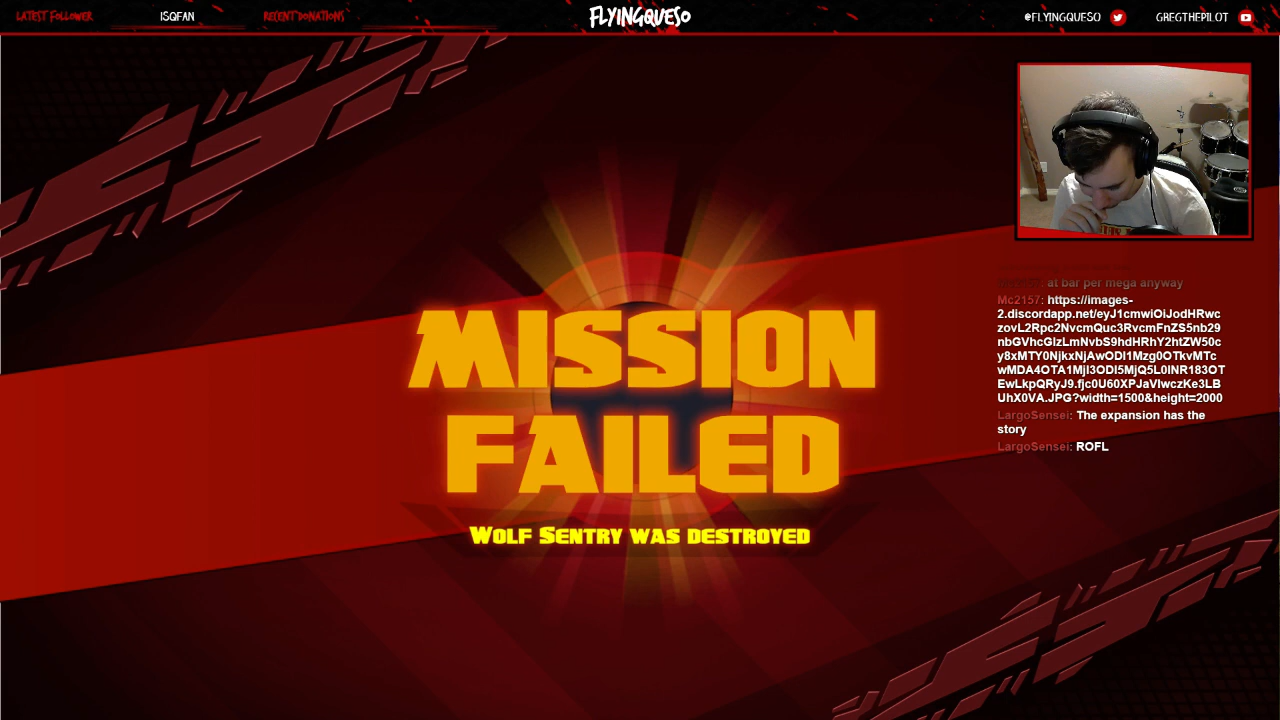 LATEST FOLLOWER ISQFAN RECENT DONATIONS FLYINGQUESO @FLYINGQUESO GREGTHEPILOT
at bar per mega anyway
Mc2157: https://images-
2.discordapp.net/eyJ1cmwiOiJodHRwc
zovL2Rpc2NvcmQuc3RvcmFnZS5nb29
nbGVhcGlzLmNvbS9hdHRhY2htZW50c
y8xMTY0NjkxNjAwODI1Mzg0OTkvMTc
wMDA4OTA1MjI3ODI5MjQ5L0lNR183OT
EwLkpQRyJ9.fjc0U60XPJaVlwczKe3LB
UhX0VA.JPG?width=1500&height=2000
LargoSensei: The expansion has the
story
LargoSensei: ROFL
MISSION
FAILED
WOLF SENTRY WAS DESTROYED